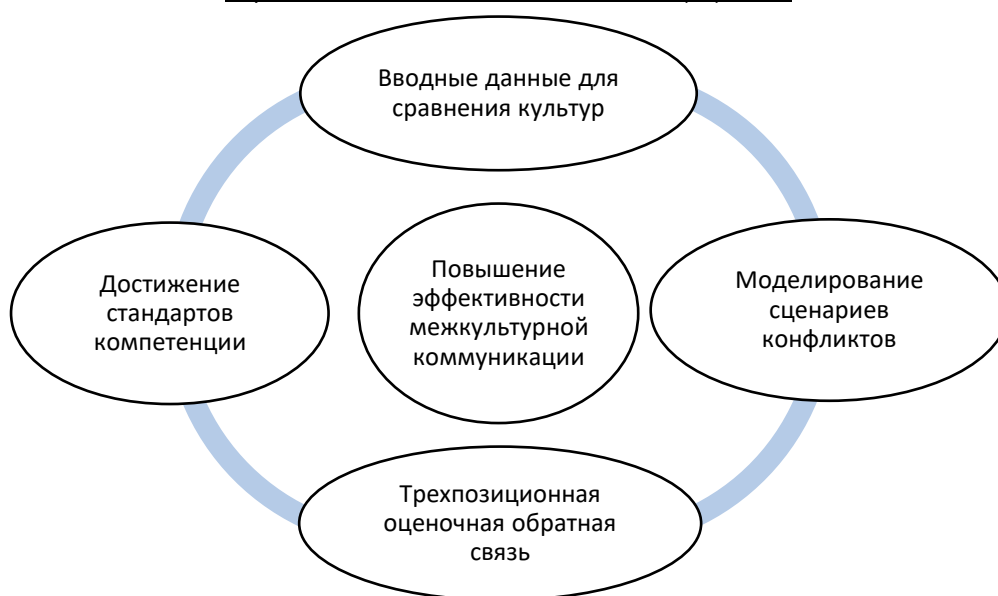 Вводные данные для
сравнения культур
Достижение
стандартов
компетенции
Повышение
эффективности
межкультурной
коммуникации
Моделирование
сценариев
конфликтов
Трехпозиционная
оценочная обратная
связь